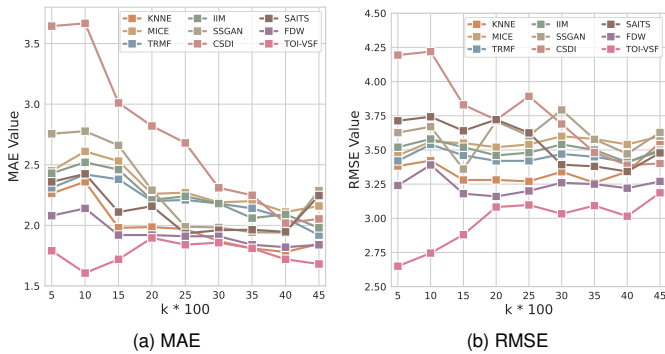 KNNE IIM SAITS
MICE SSGAN FDW
TRMF CSDI TOI-VSF
3.5
3.0
2.5
2.0
1.5
MAE Value
5 10 15 20 25 30 35 40 45
k * 100
(a) MAE
4.50
4.25
4.00
3.75
3.50
3.25
3.00
2.75
2.50
RMSE Value
KNNE IIM SAITS
MICE SSGAN FDW
TRMF CSDI TOI-VSF
5 10 15 20 25 30 35 40 45
k * 100
(b) RMSE